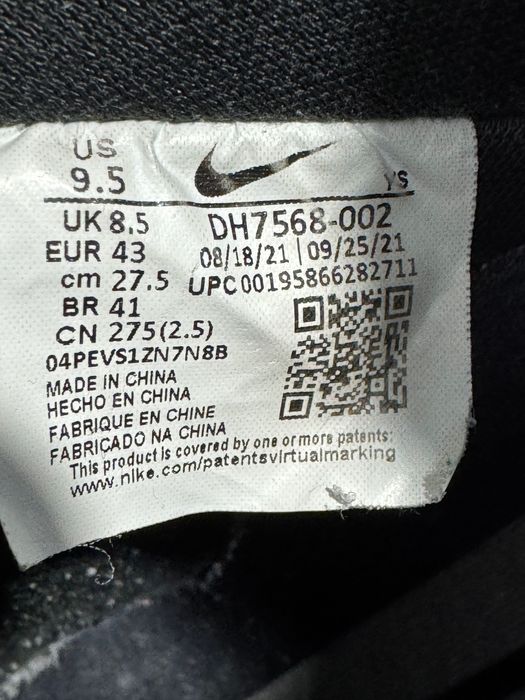 US
9.5
YS
UK 8.5
DH7568-002
EUR 43
08/18/21 | 09/25/21
cm 27.5
UPC 00195866282711
BR 41
CN 275(2.5)
04PEVS1ZN7N8B
MADE IN CHINA
HECHO EN CHINA
FABRIQUE EN CHINE
FABRICADO NA CHINA
This product is covered by one or more patents:
www.nike.com/patentsvirtualmarking